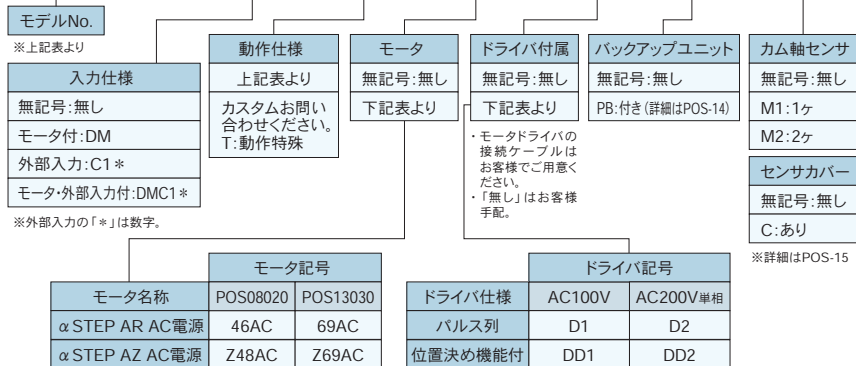 モデルNo.
※上記表より
入力仕様
無記号:無し
モータ付:DM
外部入力:C1＊
モータ・外部入力付:DMC1＊
※外部入力の「＊」は数字。
動作仕様
上記表より
カスタムお問い
合わせください。
T:動作特殊
モータ
無記号:無し
下記表より
ドライバ付属
無記号:無し
下記表より
・モータドライバの
接続ケーブルは
お客様でご用意く
ださい。
・「無し」はお客様
手配。
バックアップユニット
無記号:無し
PB:付き(詳細はPOS-14)
カム軸センサ
無記号:無し
M1:1ヶ
M2:2ヶ
センサカバー
無記号:無し
C:あり
※詳細はPOS-15
モータ記号
モータ名称 POS08020 POS13030
αSTEP AR AC電源 46AC 69AC
αSTEP AZ AC電源 Z48AC Z69AC
ドライバ記号
ドライバ仕様 AC100V AC200V単相
パルス列 D1 D2
位置決め機能付 DD1 DD2